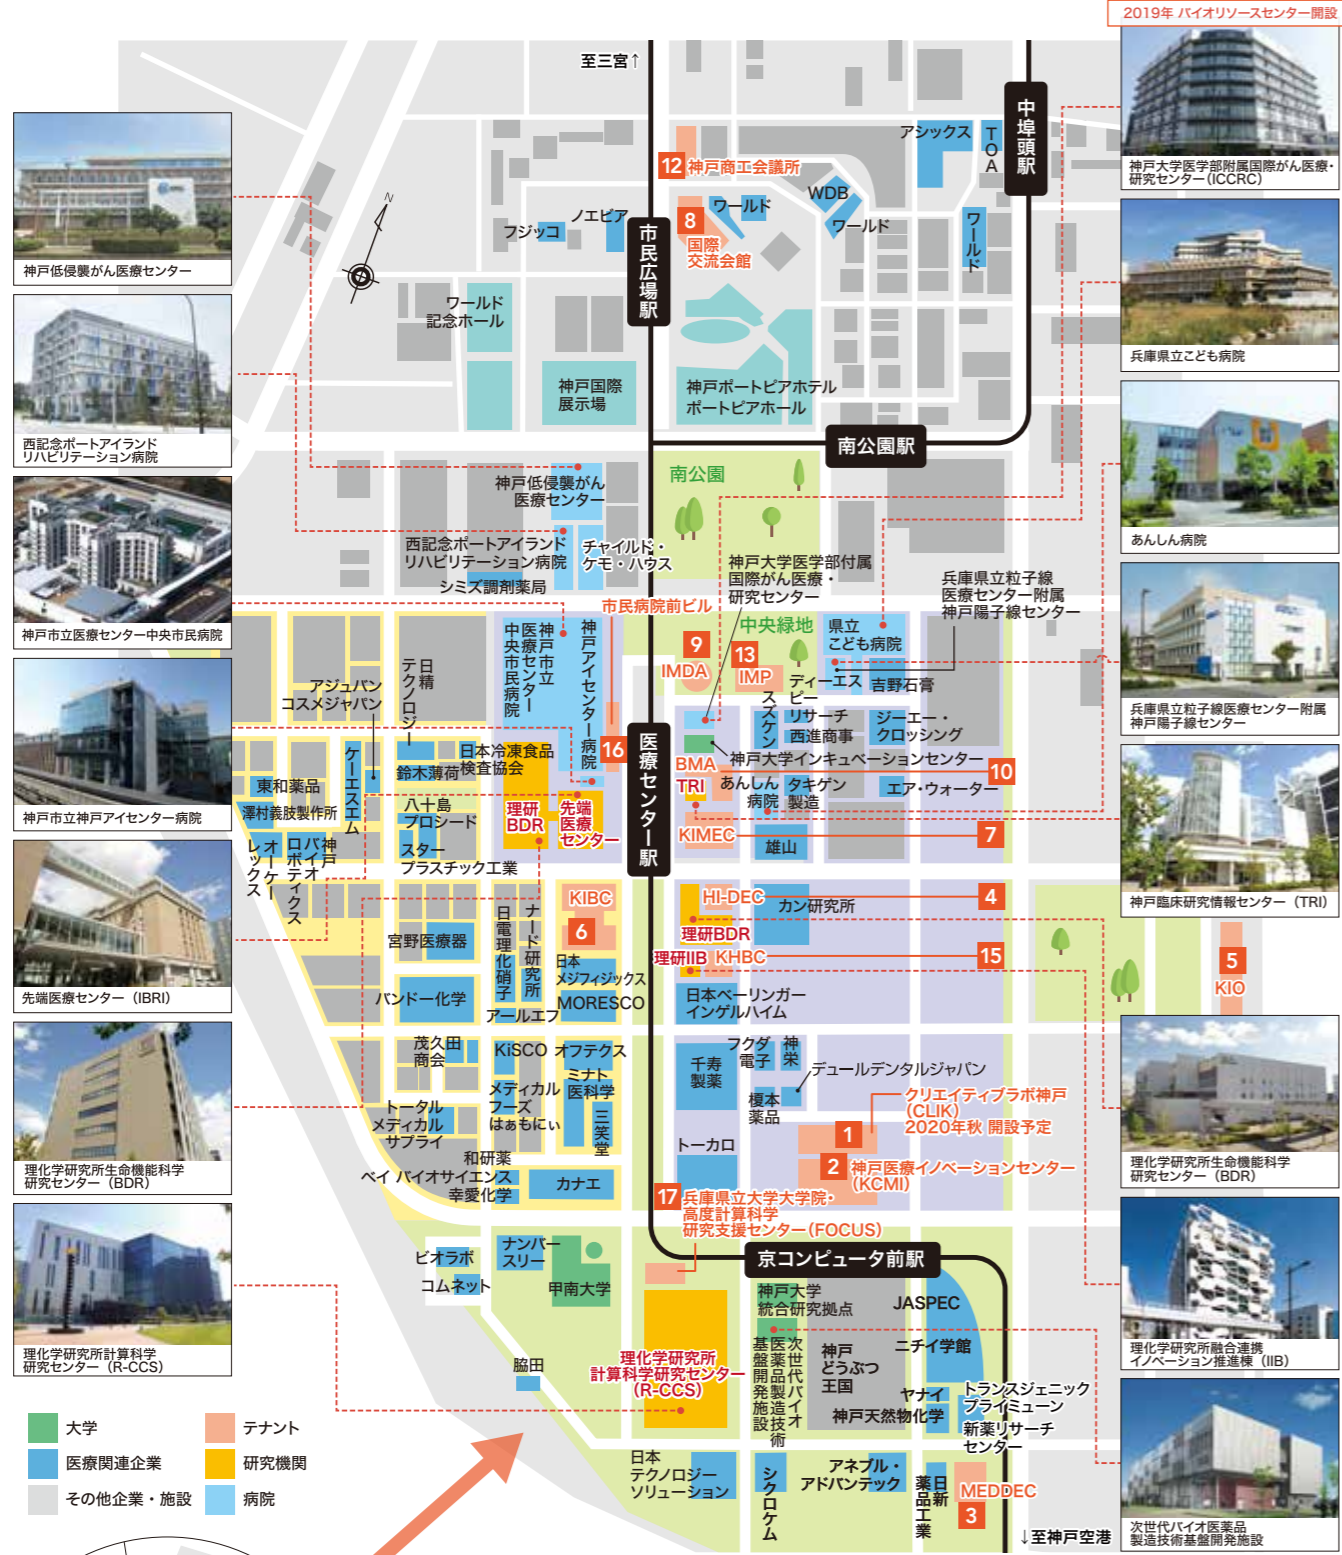 2019年 バイオリソースセンター開設
至三宮↑
中埠頭駅
アシックス
TOA
12 神戸商工会議所
WDB
ワールド
ワールド
ワールド
8
国際
交流会館
ノエビア
フジッコ
市民広場駅
N
ワールド
記念ホール
神戸国際
展示場
神戸ポートピアホテル
ポートピアホール
南公園駅
南公園
神戸低侵襲がん
医療センター
西記念ポートアイランド
リハビリテーション病院
チャイルド・
ケモ・ハウス
シミズ調剤薬局
神戸大学医学部付属
国際がん医療・
研究センター
兵庫県立粒子線
医療センター附属
神戸陽子線センター
市民病院前ビル
中央緑地
県立
こども病院
9
IMDA
13
IMP
ディーエス
ピー
リサーチ
吉野石膏
スズケン
西進商事
ジーエー・
クロッシング
神戸市立
医療センター
中央市民病院
神戸アイセンター病院
日精
テクノロジー
アジュバン
コスメジャパン
16
医療センター駅
BMA
神戸大学インキュベーションセンター
10
TRI
あんしん
病院
タキゲン
製造
エア・ウォーター
KIMEC
7
雄山
ケーエスエム
日本冷凍食品
検査協会
鈴木薄荷
東和薬品
澤村義肢製作所
八十島
プロシード
理研
BDR
先端
医療
センター
スター
プラスチック工業
神戸
バイオ
ロボティクス
オーケー
レックス
KIBC
6
HI-DEC
4
カン研究所
理研BDR
理研IIB
KHBC
15
5
KIO
宮野医療器
日電理化硝子
ナード研究所
日本
メジフィジックス
MORESCO
バンドー化学
アールエフ
日本ベーリンガー
インゲルハイム
茂久田
商会
KiSCO
オフテクス
メディカル
フーズ
はぁもにい
ミナト
医科学
三笑堂
トータル
メディカル
サプライ
千寿
製薬
フクダ
電子
神栄
デュールデンタルジャパン
榎本
薬品
クリエイティブラボ神戸
(CLIK)
2020年秋 開設予定
1
2 神戸医療イノベーションセンター
(KCMI)
トーカロ
和研薬
ベイ バイオサイエンス
幸愛化学
カナエ
17 兵庫県立大学大学院・
高度計算科学
研究支援センター(FOCUS)
京コンピュータ前駅
ナンバー
スリー
ビオラボ
コムネット
甲南大学
神戸大学
統合研究拠点
JASPEC
ニチイ学館
脇田
理化学研究所
計算科学研究センター
(R-CCS)
次世代バイオ
医薬品製造技術
基盤開発施設
神戸
どうぶつ
王国
ヤナイ
神戸天然物化学
トランスジェニック
プライミューン
新薬リサーチ
センター
日本
テクノロジー
ソリューション
シクロケム
アネブル・
アドバンテック
日新
薬品工業
MEDDEC
3
↓至神戸空港
神戸低侵襲がん医療センター
西記念ポートアイランド
リハビリテーション病院
神戸市立医療センター中央市民病院
神戸市立神戸アイセンター病院
先端医療センター（IBRI）
理化学研究所生命機能科学
研究センター（BDR）
理化学研究所計算科学
研究センター（R-CCS）
神戸大学医学部附属国際がん医療・
研究センター(ICCRC)
兵庫県立こども病院
あんしん病院
兵庫県立粒子線医療センター附属
神戸陽子線センター
神戸臨床研究情報センター（TRI）
理化学研究所生命機能科学
研究センター（BDR）
理化学研究所融合連携
イノベーション推進棟（IIB）
次世代バイオ医薬品
製造技術基盤開発施設
大学
テナント
医療関連企業
研究機関
その他企業・施設
病院